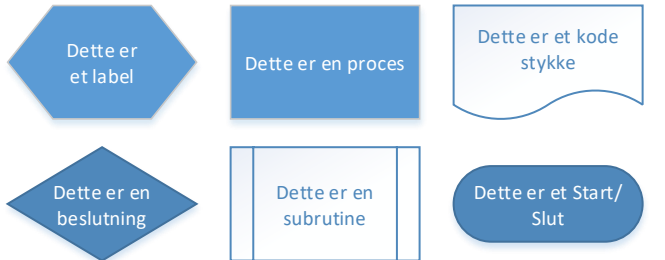 Dette er
et label
Dette er en proces
Dette er et kode
stykke
Dette er en
beslutning
Dette er en
subrutine
Dette er et Start/
Slut